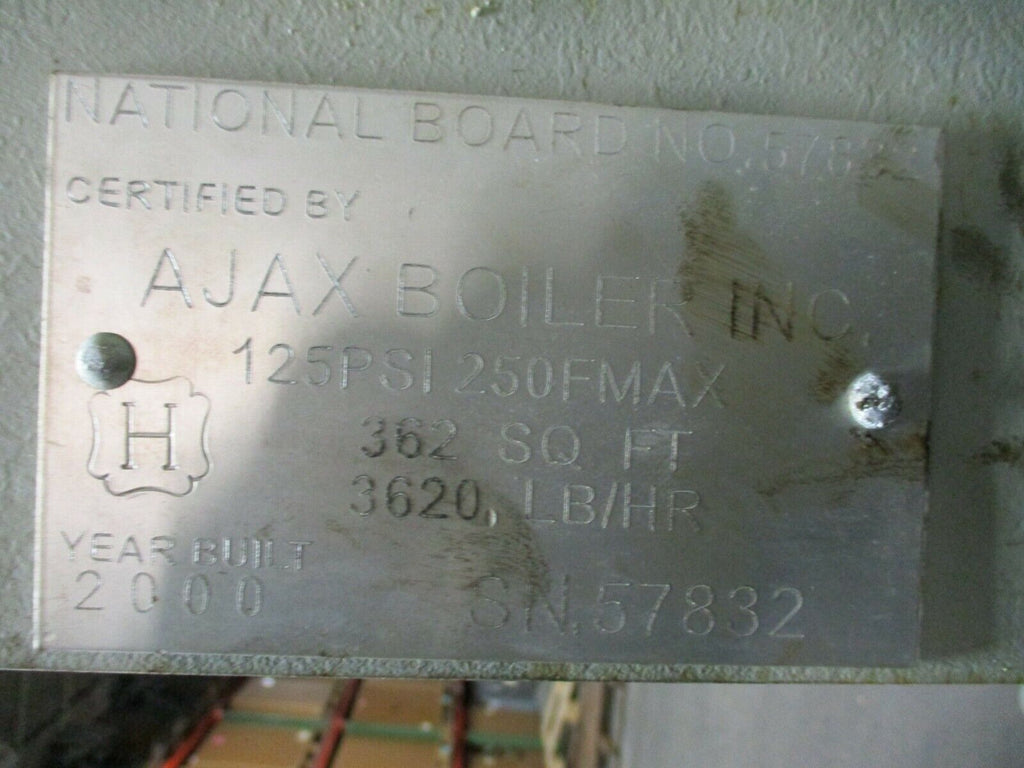 NATIONAL BOARD NO.
CERTIFIED BY
AJAX BOILER INC.
125PSI 250FMAX
H
362 SQ FT
3620. LB/HR
YEAR BUILT
2000
SN.57832